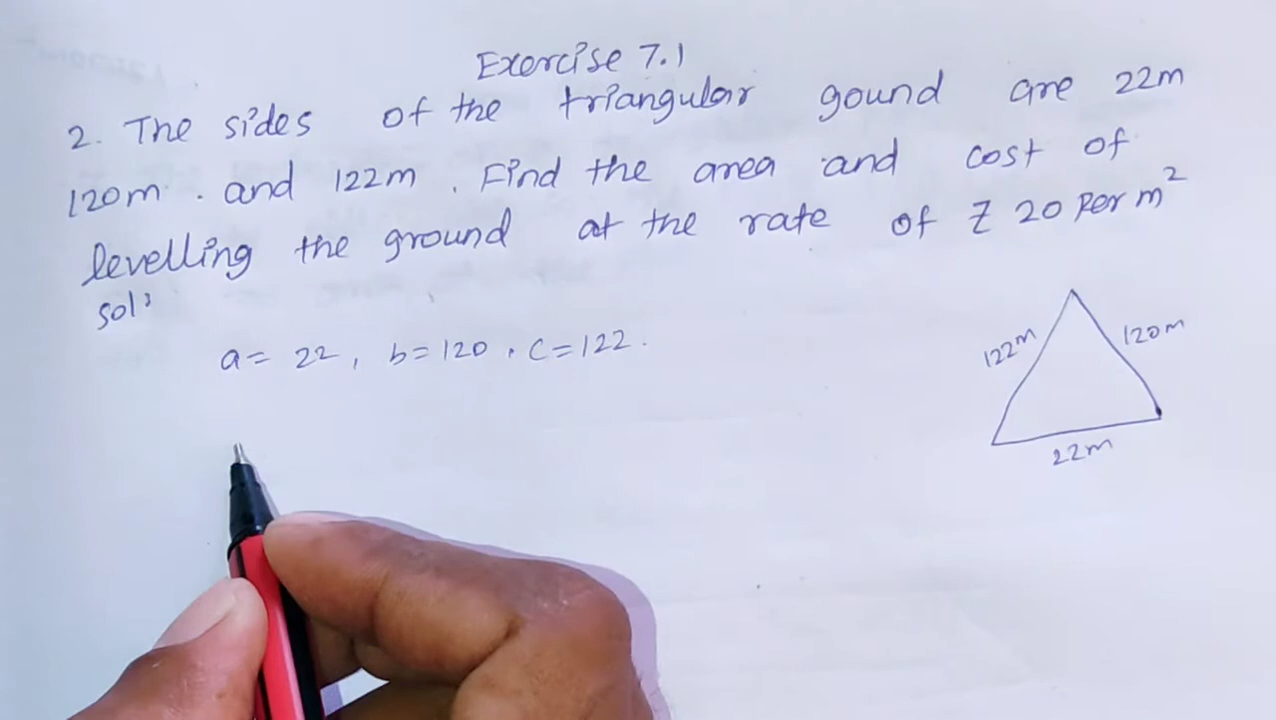 Exercise 7.1
2. The sides of the triangular gound are 22m
120m . and 122m . Find the area and cost of
levelling the ground at the rate of ₹ 20 per m²
sol:
a = 22, b = 120 . c = 122 .
122m
120m
22m